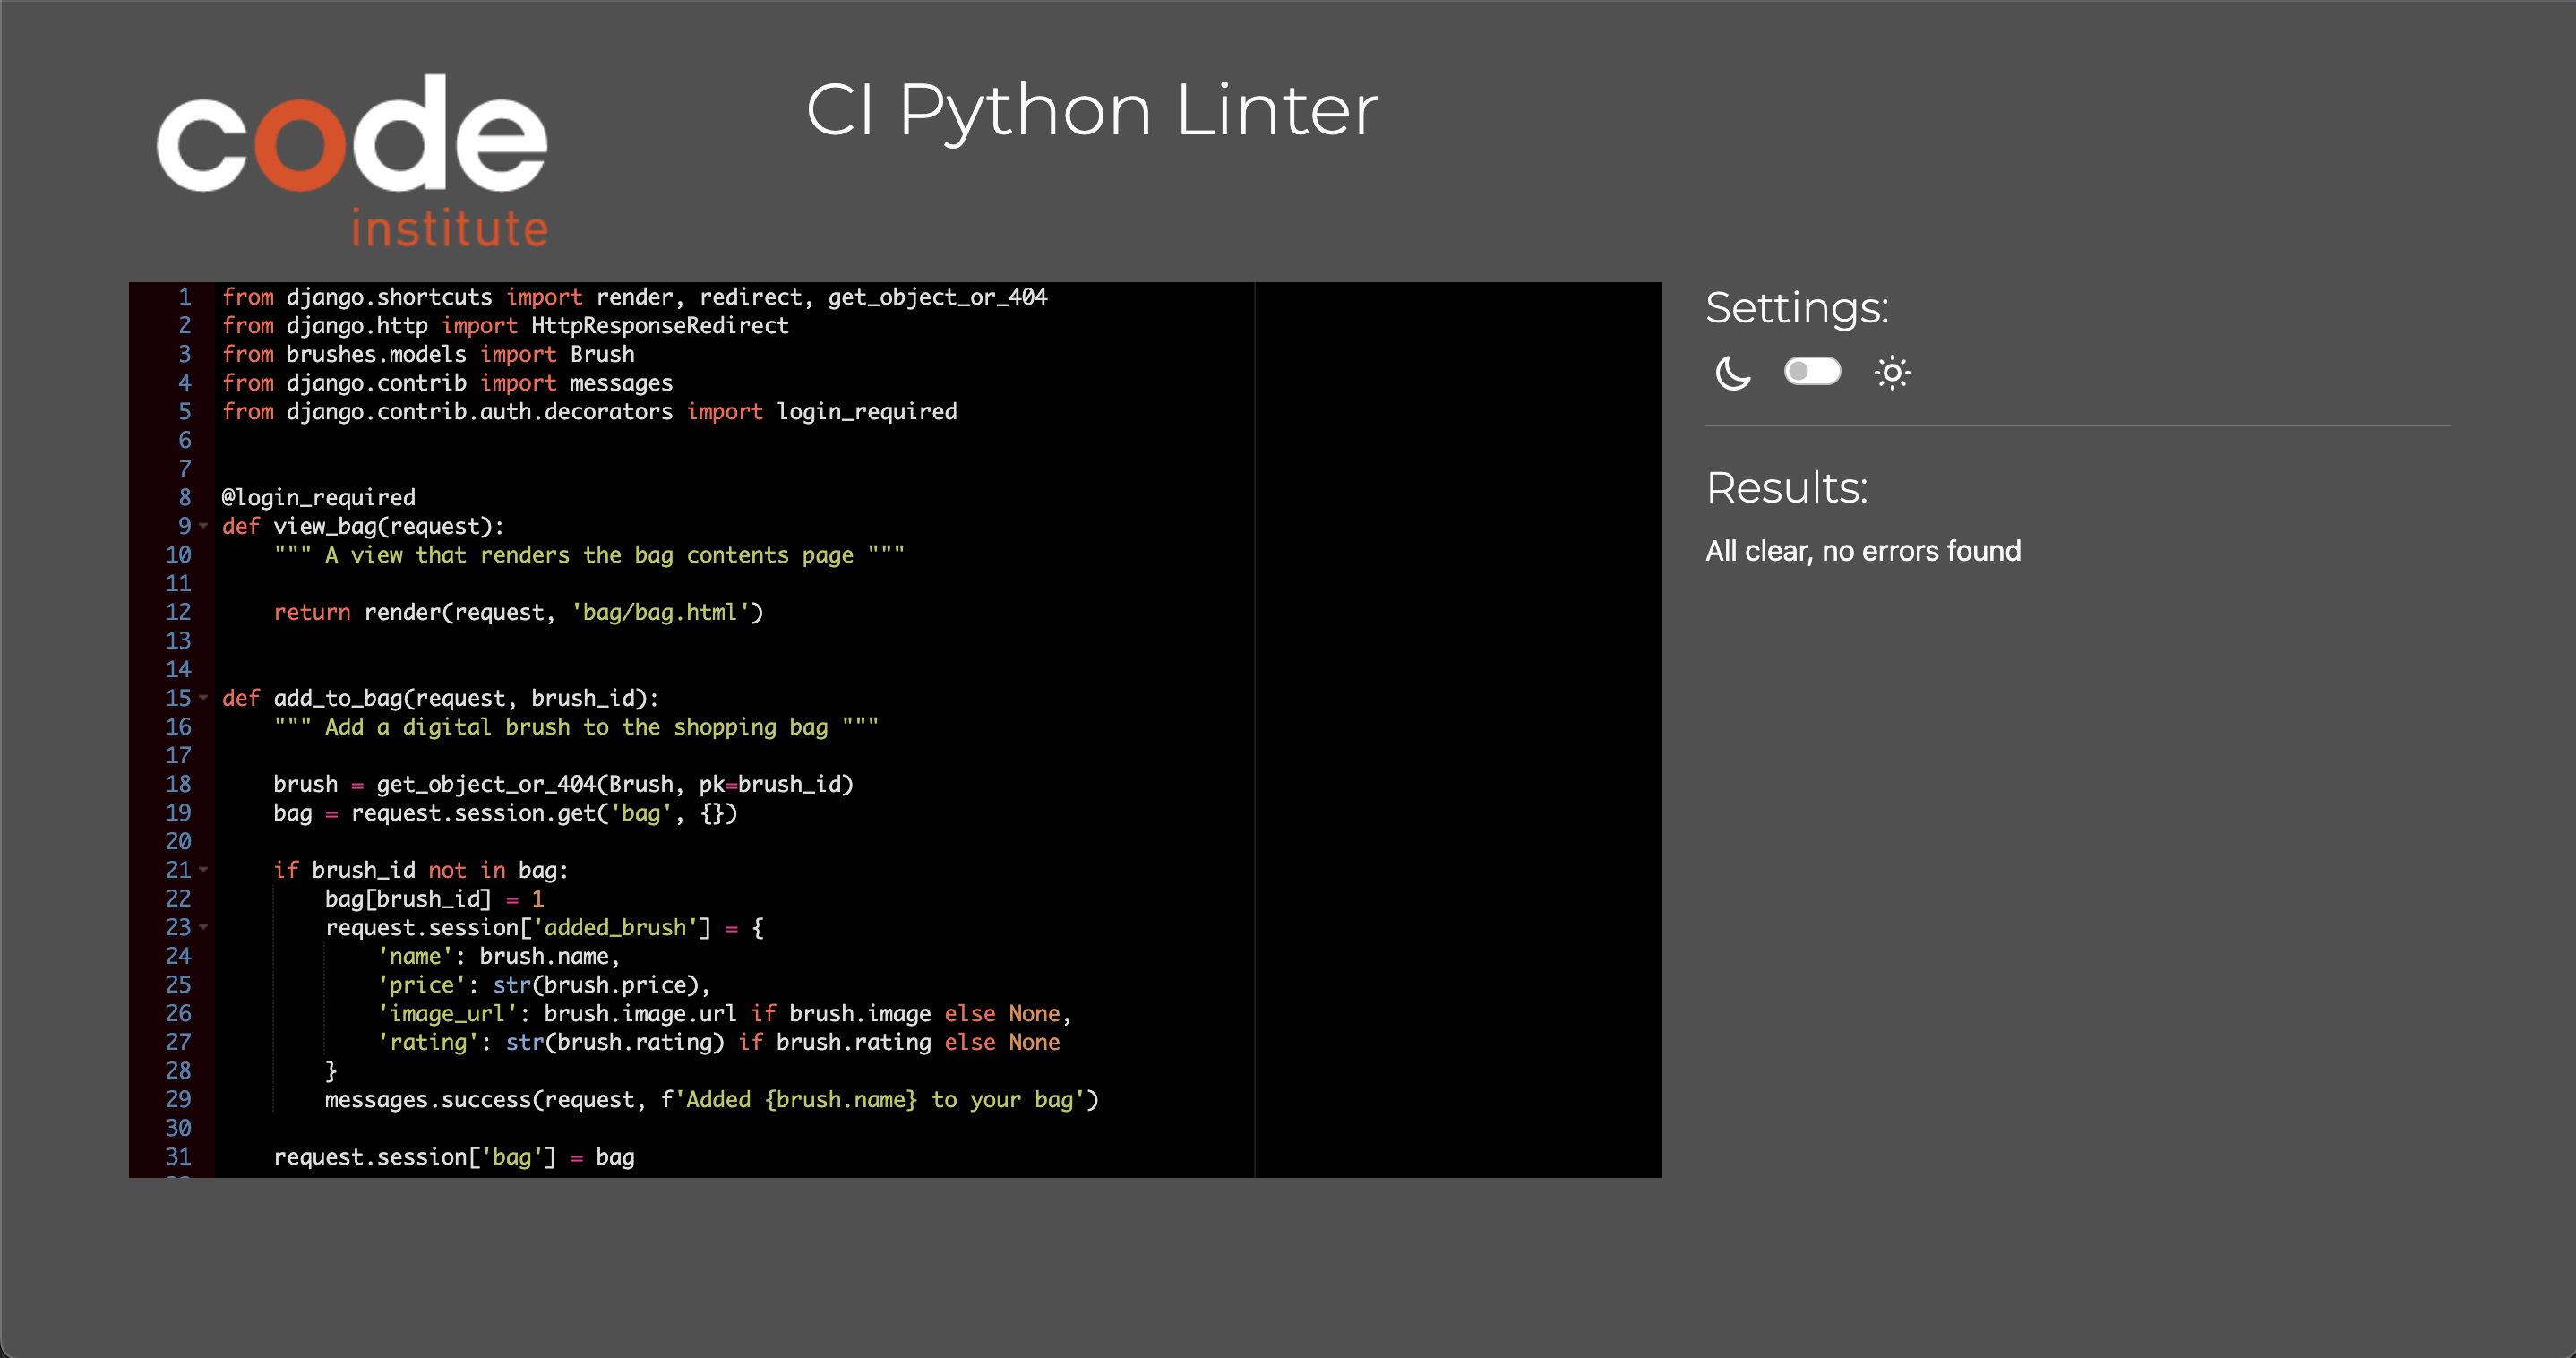 code
institute
CI Python Linter
1 from django.shortcuts import render, redirect, get_object_or_404
2 from django.http import HttpResponseRedirect
3 from brushes.models import Brush
4 from django.contrib import messages
5 from django.contrib.auth.decorators import login_required
6
7
8 @login_required
9 def view_bag(request):
10     """ A view that renders the bag contents page """
11
12     return render(request, 'bag/bag.html')
13
14
15 def add_to_bag(request, brush_id):
16     """ Add a digital brush to the shopping bag """
17
18     brush = get_object_or_404(Brush, pk=brush_id)
19     bag = request.session.get('bag', {})
20
21     if brush_id not in bag:
22         bag[brush_id] = 1
23         request.session['added_brush'] = {
24             'name': brush.name,
25             'price': str(brush.price),
26             'image_url': brush.image.url if brush.image else None,
27             'rating': str(brush.rating) if brush.rating else None
28         }
29         messages.success(request, f'Added {brush.name} to your bag')
30
31     request.session['bag'] = bag
Settings:
Results:
All clear, no errors found